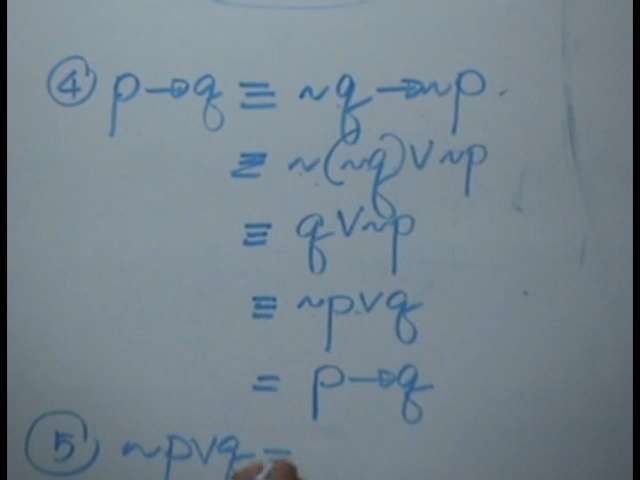 ④ p→q ≡ ~q→~p.
≡ ~(~q)∨~p
≡ q∨~p
≡ ~p∨q
= p→q
⑤ ~p∨q =